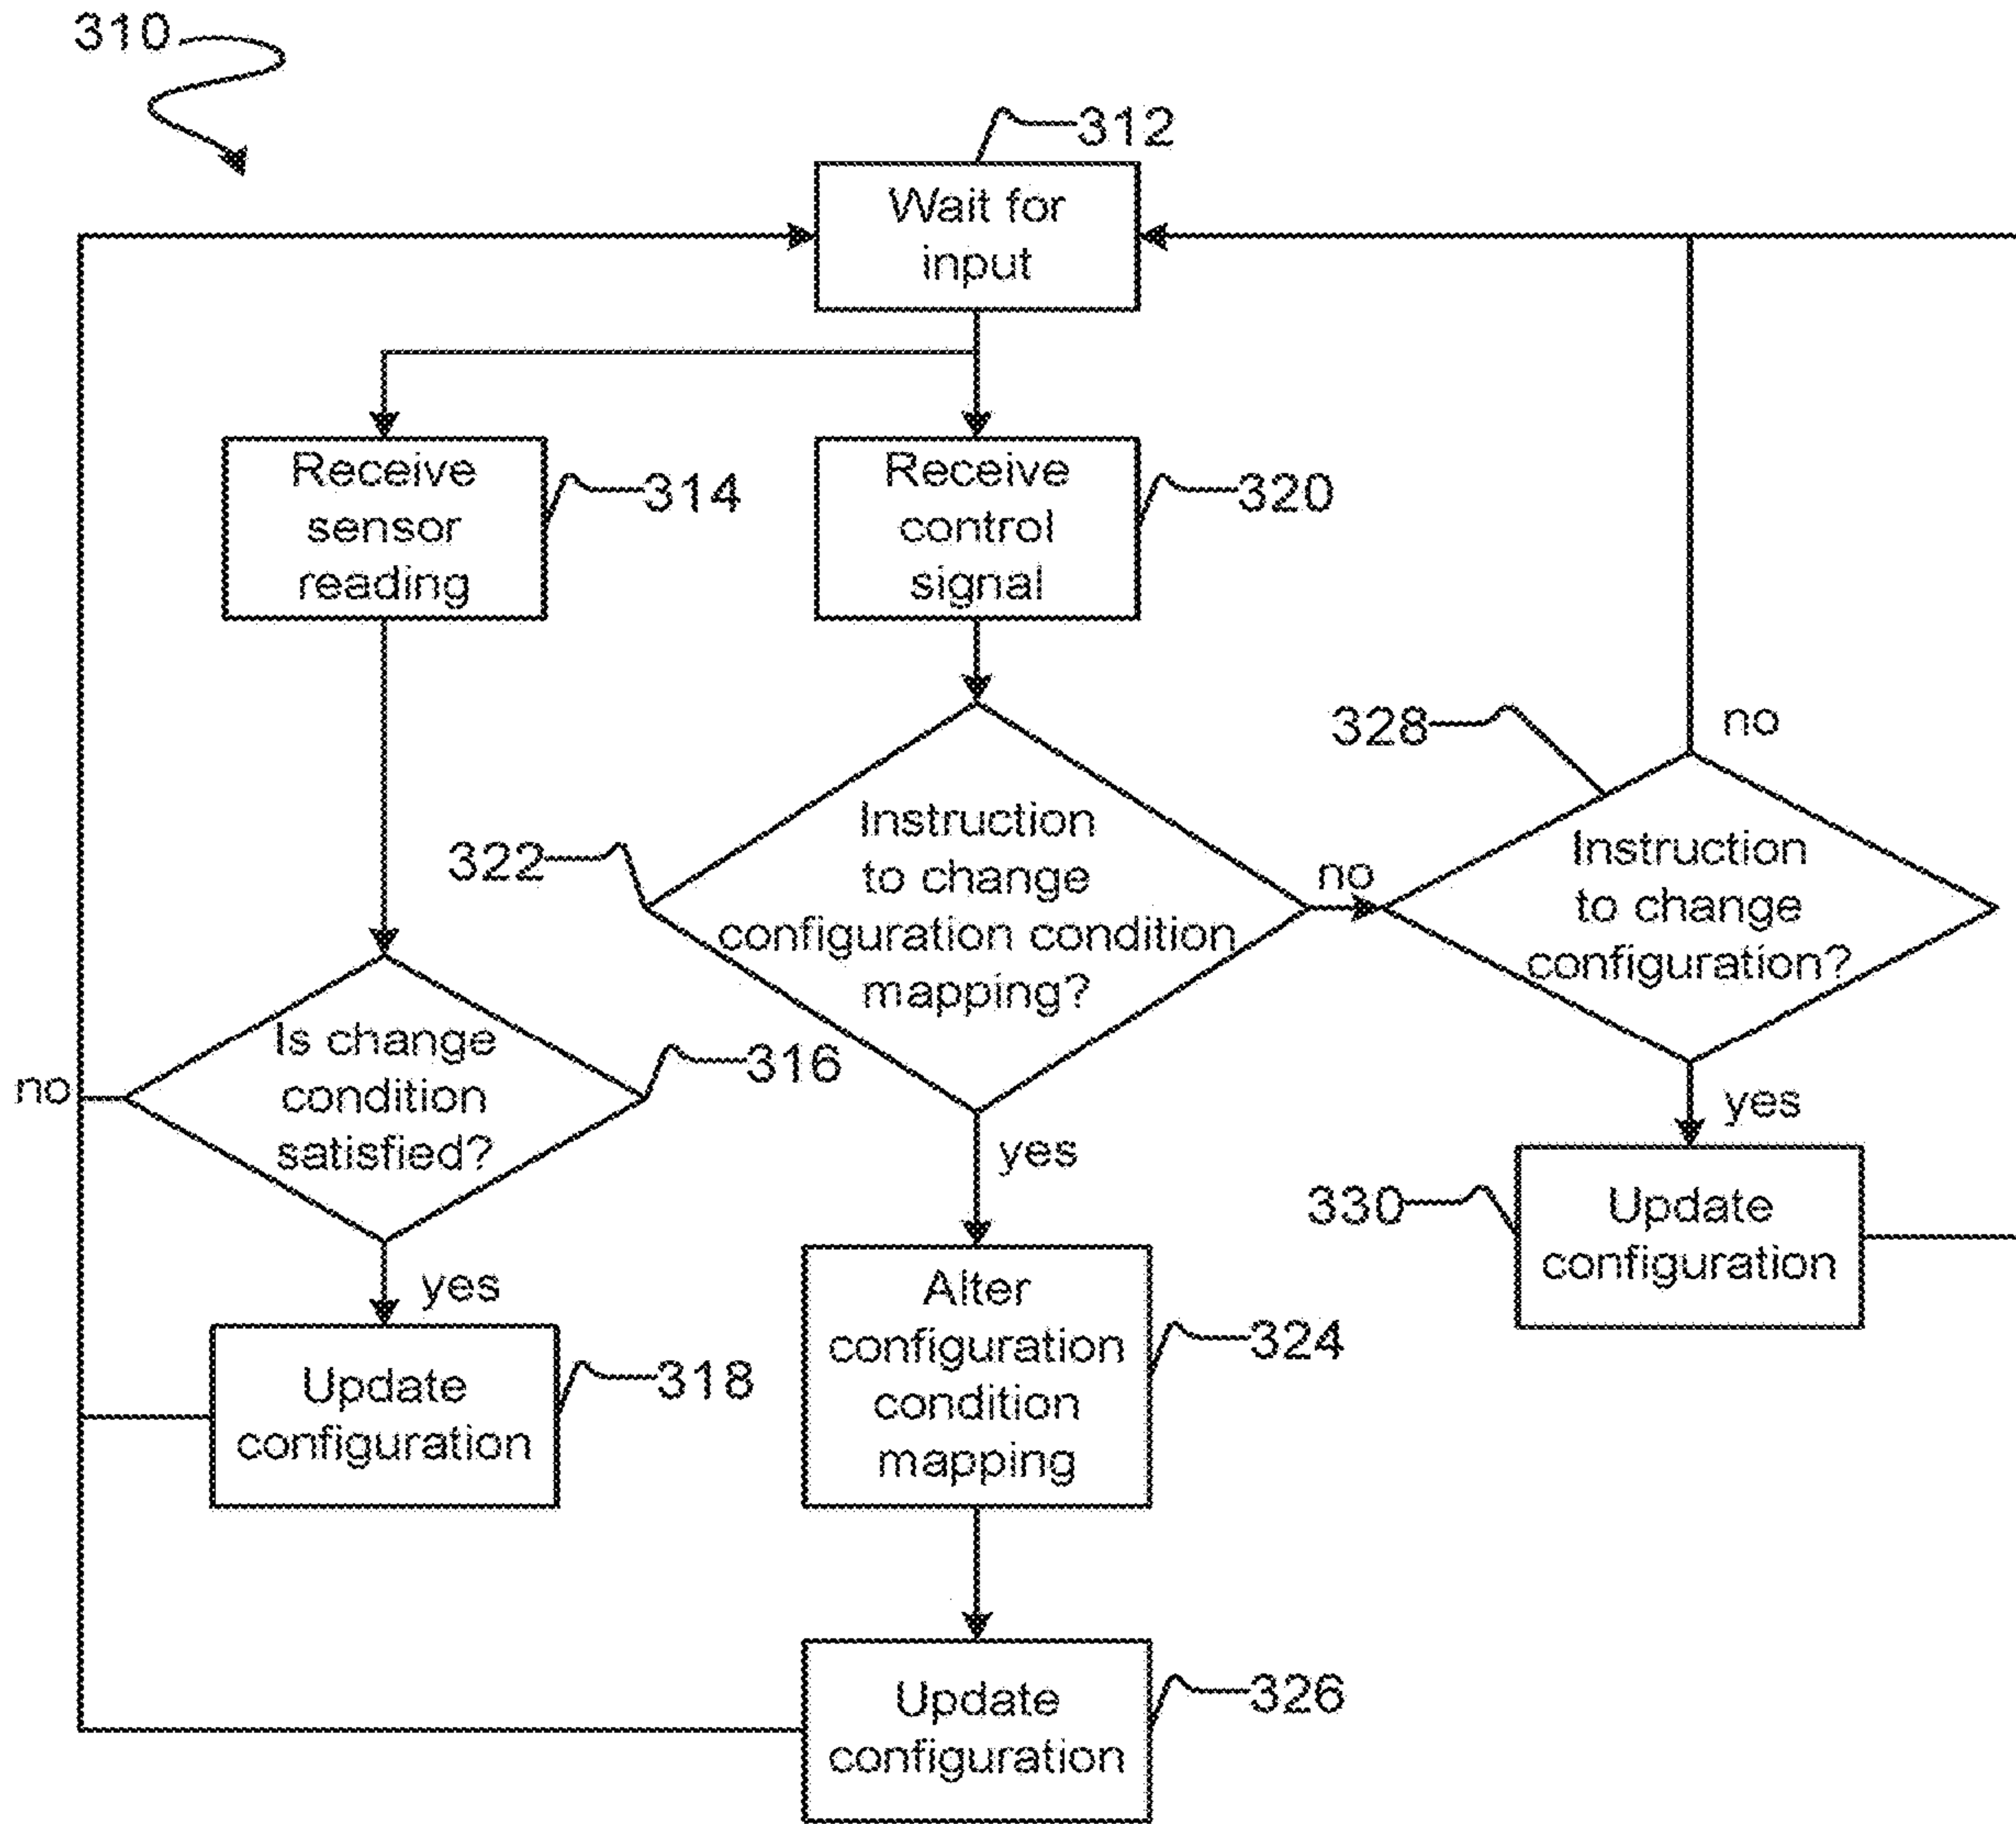 310
312
Wait for
input
Receive
sensor
reading
314
Receive
control
signal
320
328
no
322
Instruction
to change
configuration condition
mapping?
no
Instruction
to change
configuration?
no
Is change
condition
satisfied?
316
yes
yes
330
Update
configuration
yes
Alter
configuration
condition
mapping
324
Update
configuration
318
Update
configuration
326